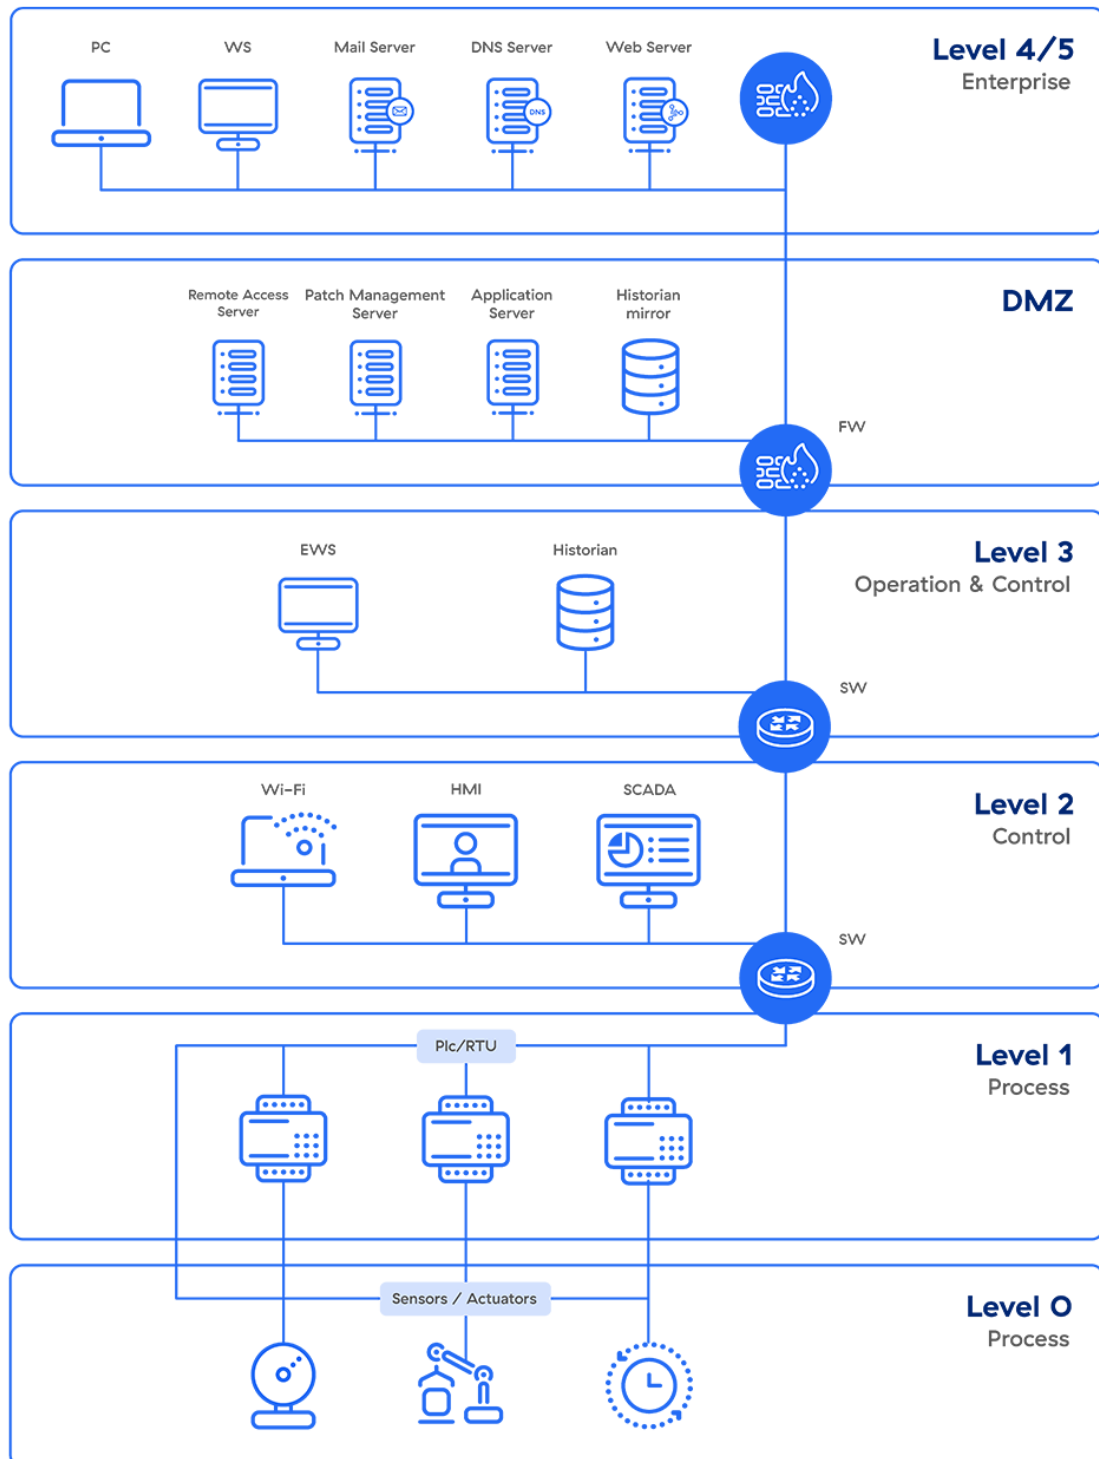 PC
WS
Mail Server
DNS Server
Web Server
Level 4/5
Enterprise
DNS
Remote Access
Server
Patch Management
Server
Application
Server
Historian
mirror
DMZ
FW
EWS
Historian
Level 3
Operation & Control
SW
Wi-Fi
HMI
SCADA
Level 2
Control
SW
Plc/RTU
Level 1
Process
Sensors / Actuators
Level 0
Process